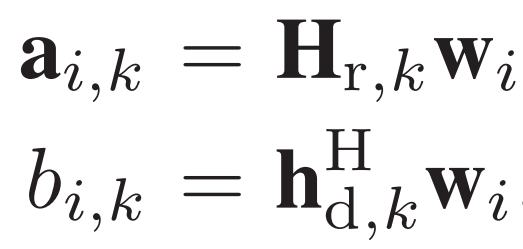 𝐚_{i,k} = 𝐇_{r,k}𝐰_i
b_{i,k} = 𝐡_{d,k}^{H}𝐰_i.